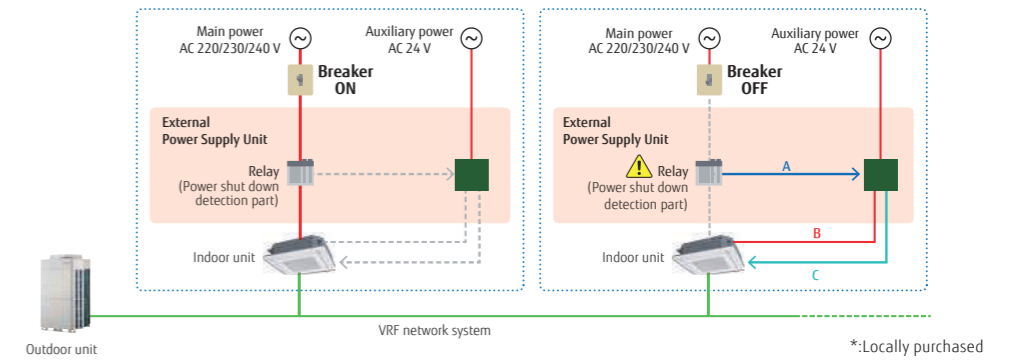 Main power
AC 220/230/240 V
Auxiliary power
AC 24 V
Breaker
ON
External
Power Supply Unit
Relay
(Power shut down
detection part)
Indoor unit
Main power
AC 220/230/240 V
Auxiliary power
AC 24 V
Breaker
OFF
External
Power Supply Unit
Relay
(Power shut down
detection part)
A
B
C
Indoor unit
VRF network system
Outdoor unit
*:Locally purchased